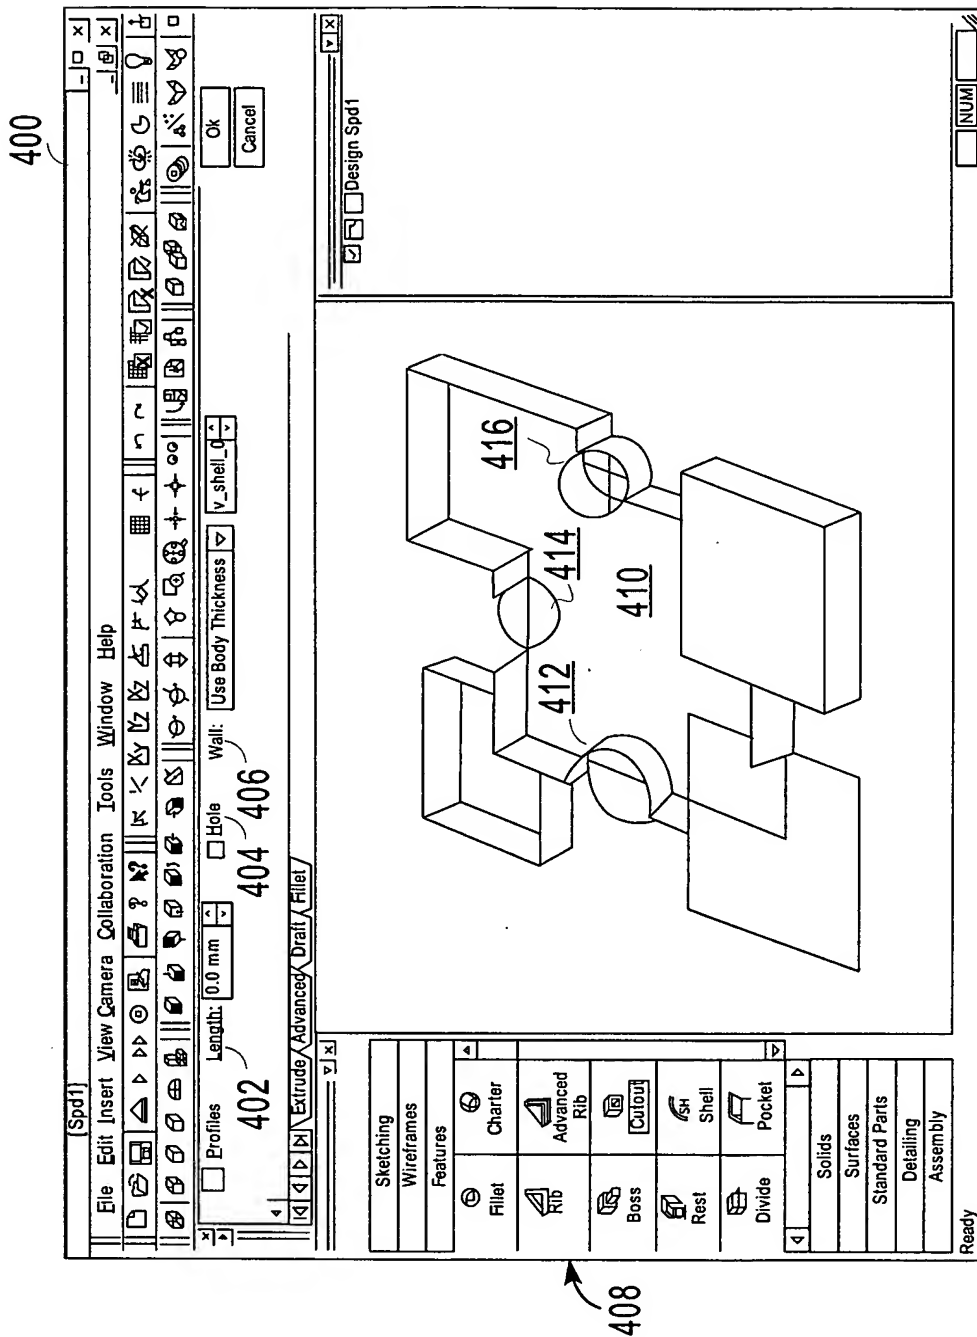 400
(Spd1)
File Edit Insert View Camera Collaboration Tools Window Help
Profiles Length: 0.0 mm Hole Wall: Use Body Thickness v_shell_0
Ok
Cancel
402 404 406
Extrude Advanced Draft Fillet
Sketching
Wireframes
Features
Fillet Charter
Rib Advanced Rib
Boss Cutout
Rest SH Shell
Divide Pocket
Solids
Surfaces
Standard Parts
Detailing
Assembly
408
Design Spd1
412
414
416
410
Ready
NUM